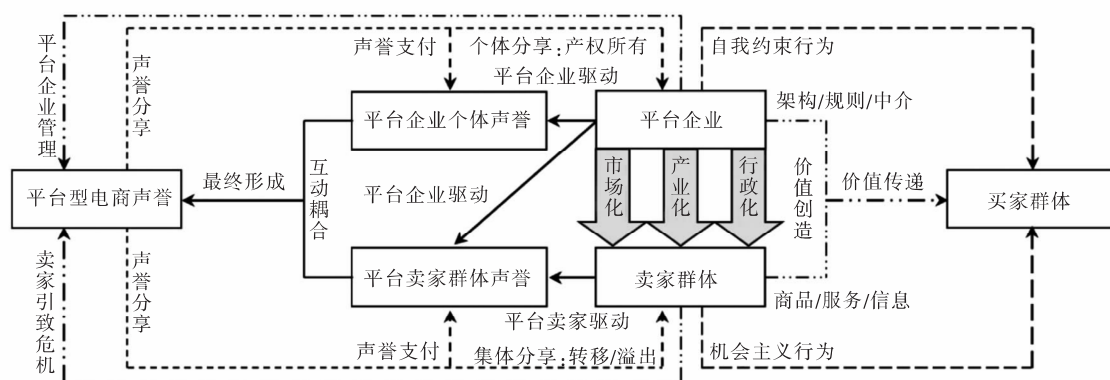 平台企业管理
声誉分享
声誉支付
个体分享:产权所有
平台企业驱动
自我约束行为
平台企业个体声誉
平台企业
架构/规则/中介
平台型电商声誉
最终形成
互动耦合
平台企业驱动
市场化
产业化
行政化
价值创造
价值传递
买家群体
卖家引致危机
声誉分享
平台卖家群体声誉
卖家群体
商品/服务/信息
平台卖家驱动
声誉支付
集体分享:转移/溢出
机会主义行为